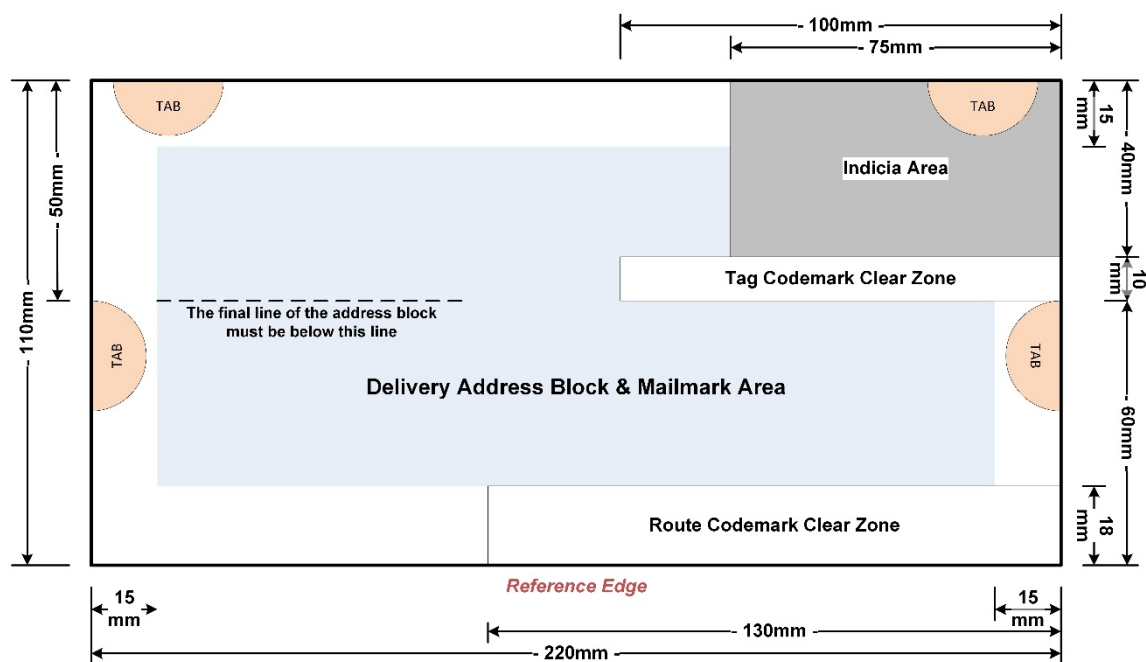 - 100mm -
- 75mm -
TAB
TAB
15
mm
- 40mm -
- 50mm -
Indicia Area
Tag Codemark Clear Zone
10
mm
The final line of the address block
must be below this line
- 110mm -
TAB
TAB
Delivery Address Block & Mailmark Area
- 60mm -
Route Codemark Clear Zone
18
mm
Reference Edge
15
mm
15
mm
- 130mm -
- 220mm -